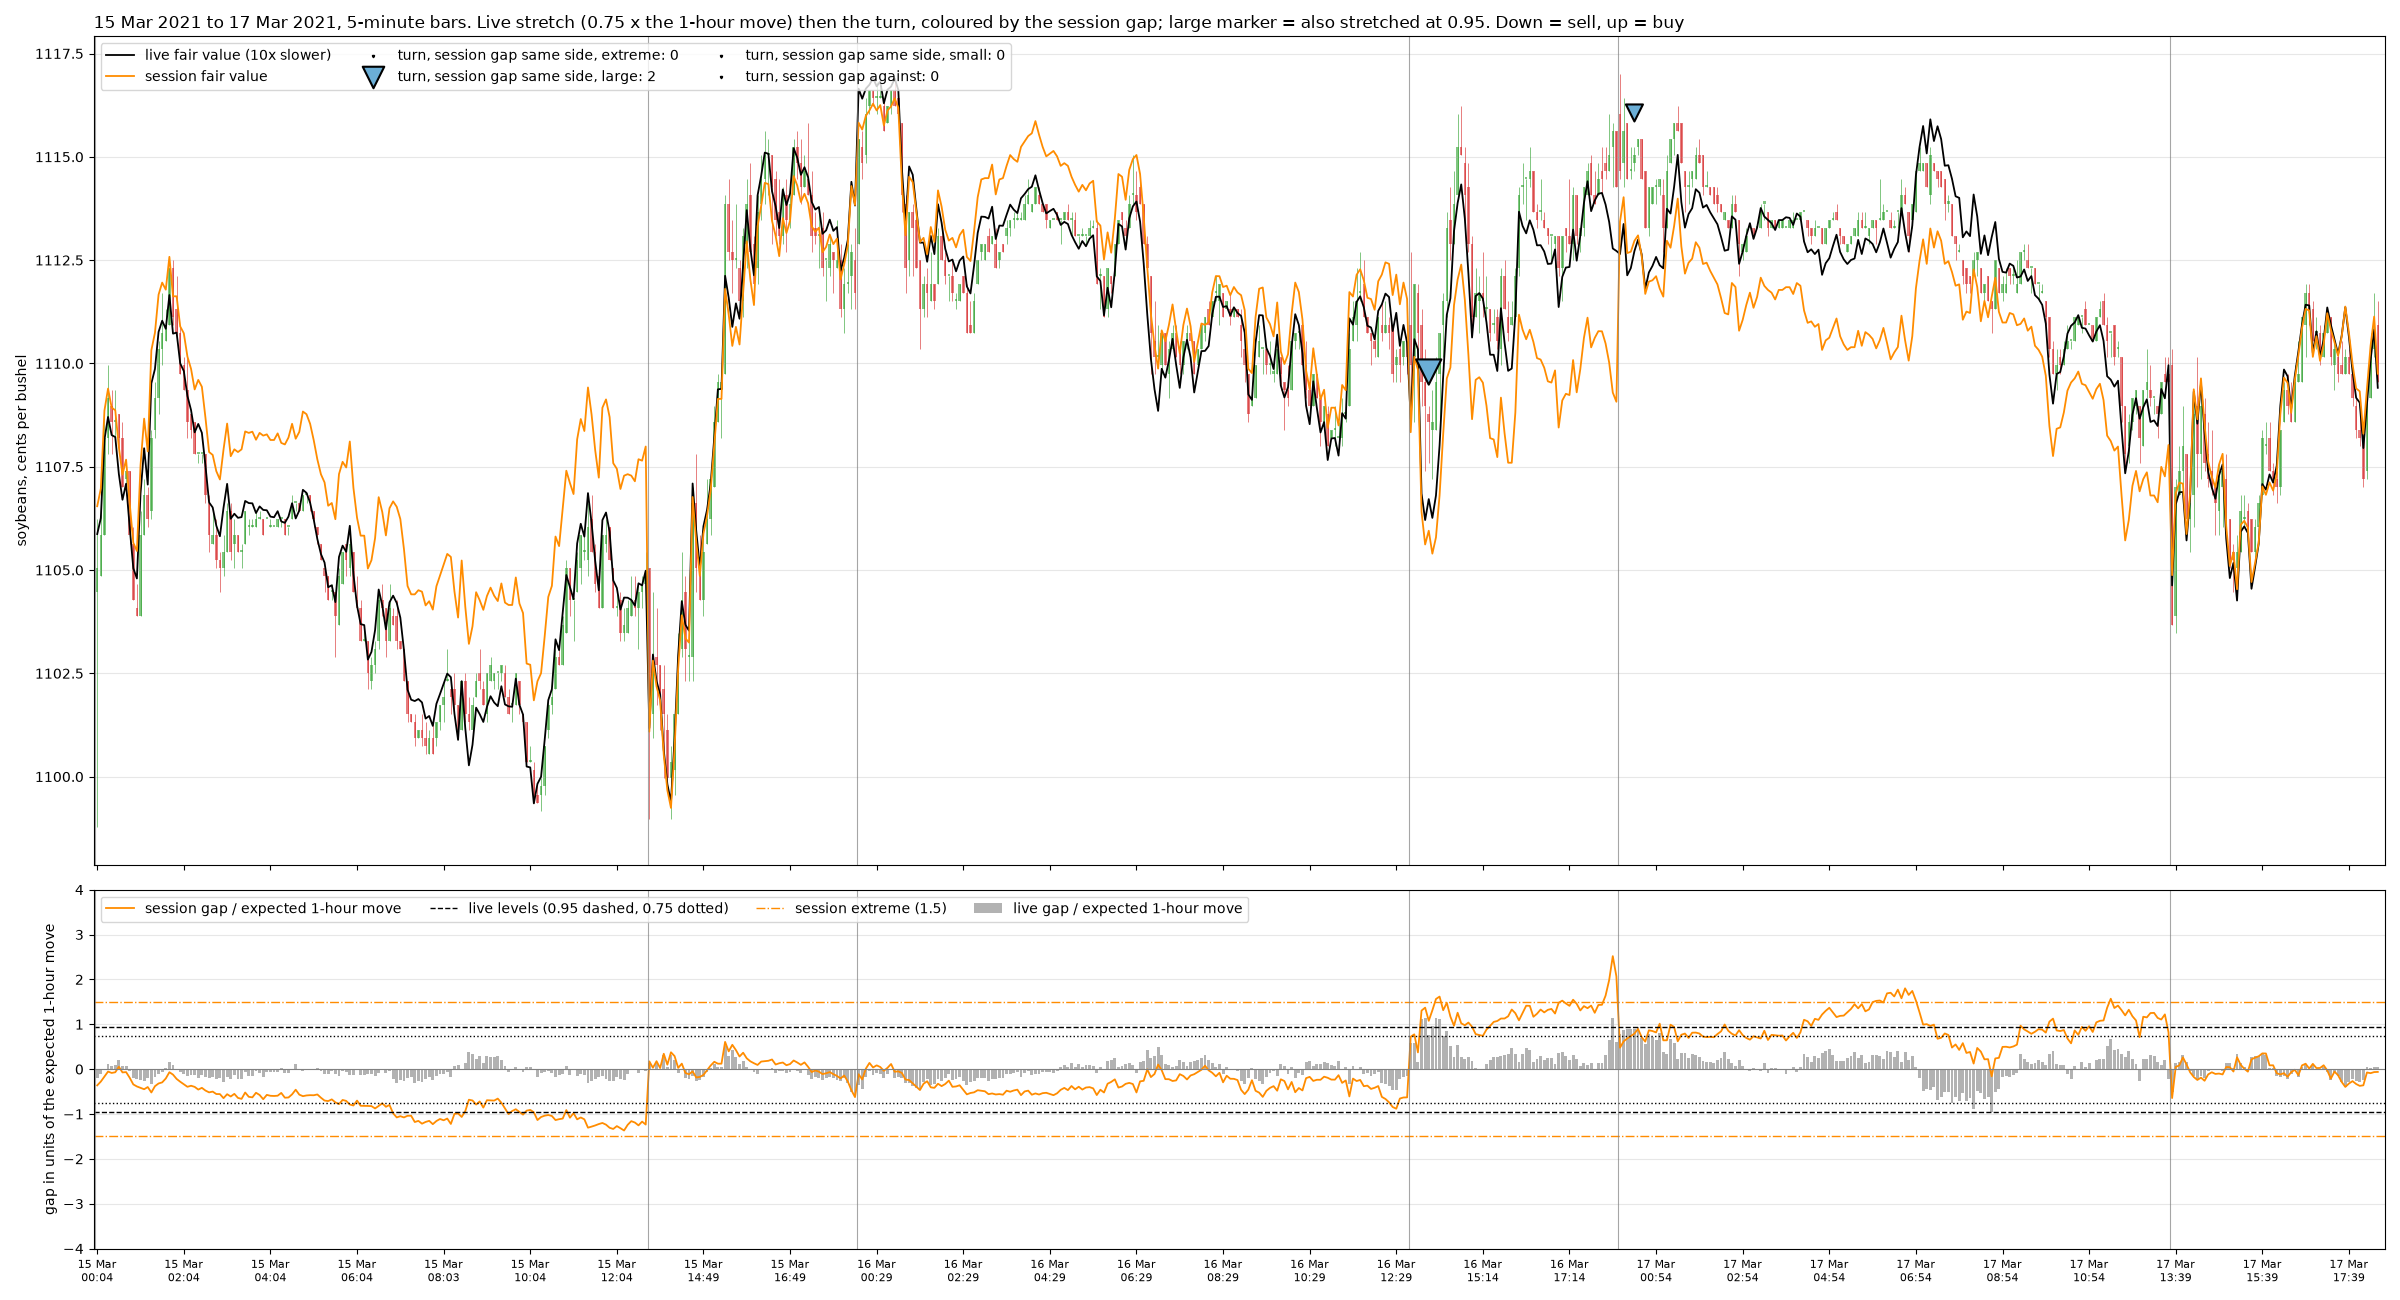 15 Mar 2021 to 17 Mar 2021, 5-minute bars. Live stretch (0.75 x the 1-hour move) then the turn, coloured by the session gap; large marker = also stretched at 0.95. Down = sell, up = buy
live fair value (10x slower)
session fair value
turn, session gap same side, extreme: 0
turn, session gap same side, large: 2
turn, session gap same side, small: 0
turn, session gap against: 0
soybeans, cents per bushel
1117.5
1115.0
1112.5
1110.0
1107.5
1105.0
1102.5
1100.0
session gap / expected 1-hour move
live levels (0.95 dashed, 0.75 dotted)
session extreme (1.5)
live gap / expected 1-hour move
gap in units of the expected 1-hour move
4
3
2
1
0
−1
−2
−3
−4
15 Mar
00:04
15 Mar
02:04
15 Mar
04:04
15 Mar
06:04
15 Mar
08:03
15 Mar
10:04
15 Mar
12:04
15 Mar
14:49
15 Mar
16:49
16 Mar
00:29
16 Mar
02:29
16 Mar
04:29
16 Mar
06:29
16 Mar
08:29
16 Mar
10:29
16 Mar
12:29
16 Mar
15:14
16 Mar
17:14
17 Mar
00:54
17 Mar
02:54
17 Mar
04:54
17 Mar
06:54
17 Mar
08:54
17 Mar
10:54
17 Mar
13:39
17 Mar
15:39
17 Mar
17:39